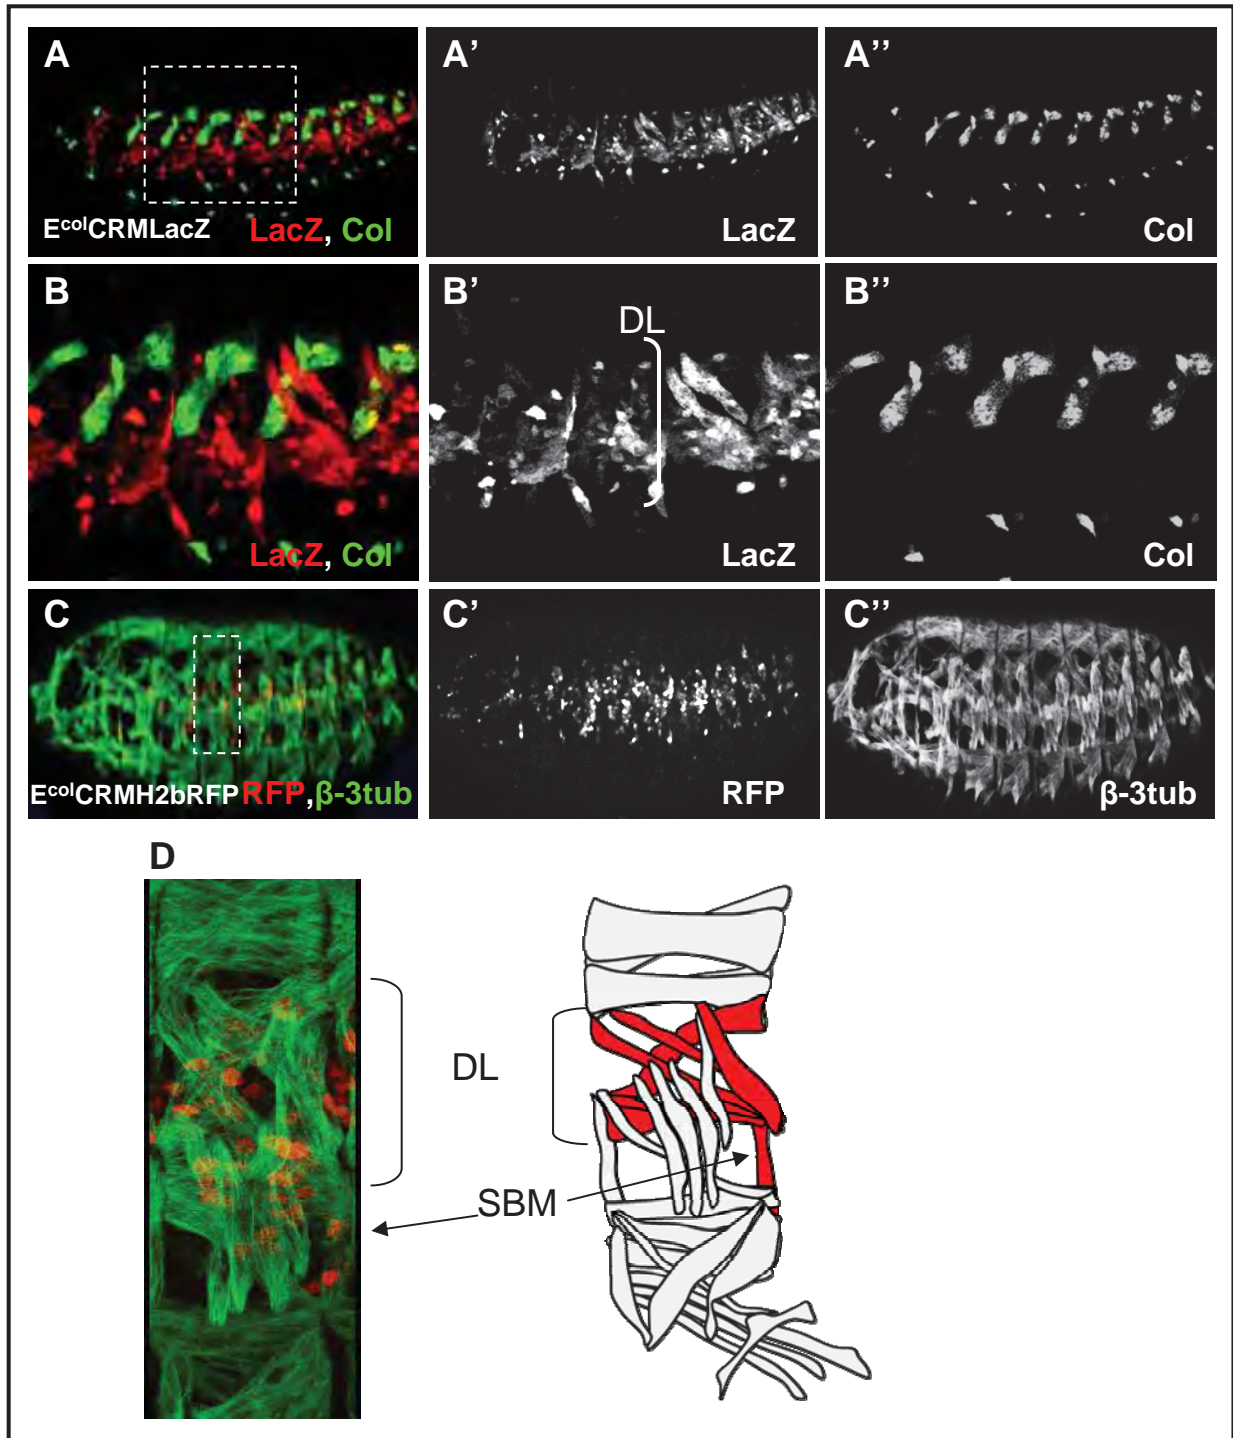 A
E^colCRMLacZ LacZ, Col
A’
LacZ
A’’
Col
B
LacZ, Col
B’
DL
LacZ
B’’
Col
C
E^colCRMH2bRFP RFP,β-3tub
C’
RFP
C’’
β-3tub
D
DL
SBM